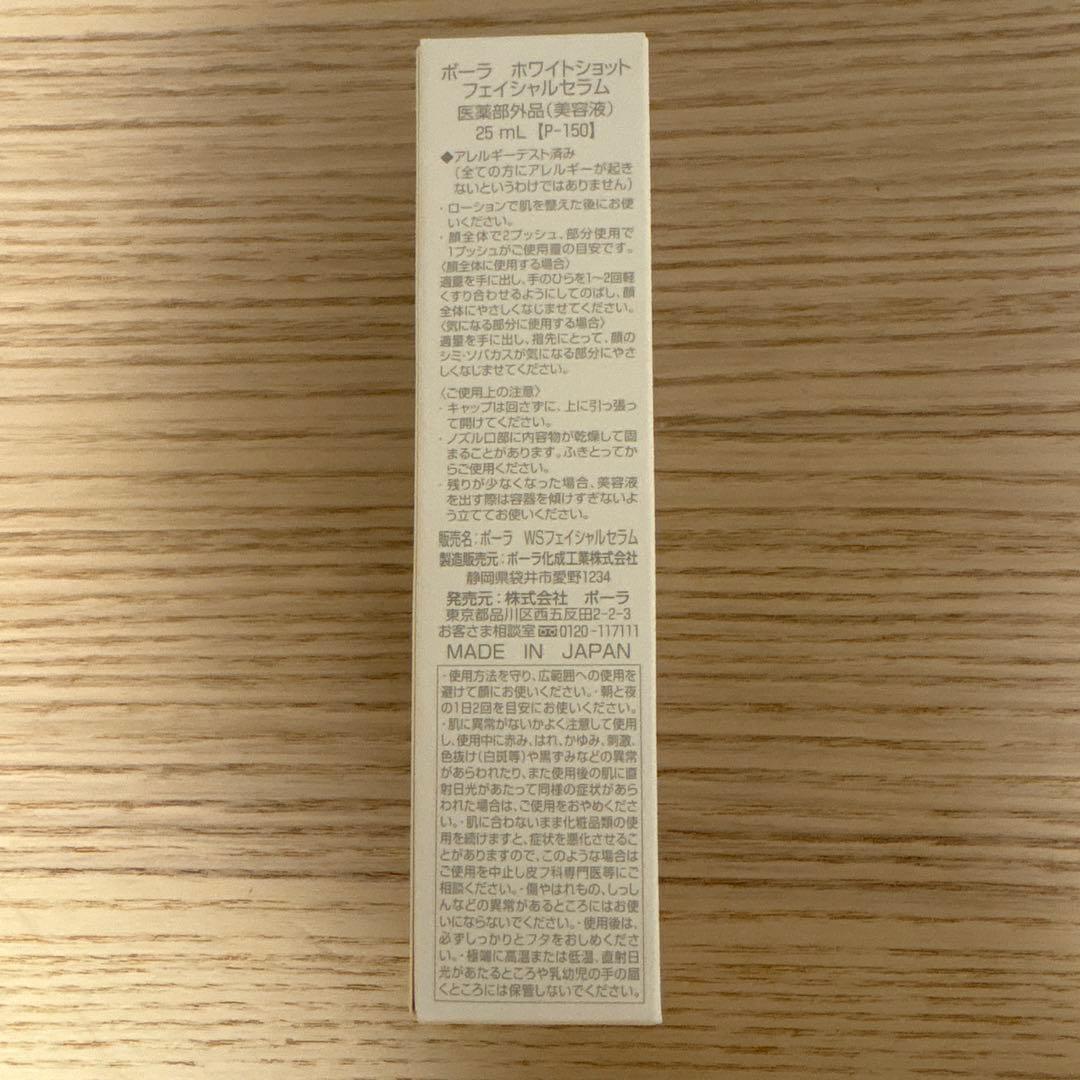 ポーラ　ホワイトショット
フェイシャルセラム
医薬部外品(美容液)
25 mL【P-150】
◆アレルギーテスト済み
(全ての方にアレルギーが起き
ないというわけではありません)
・ローションで肌を整えた後にお使
いください。
・顔全体で2プッシュ、部分使用で
1プッシュがご使用量の目安です。
〈顔全体に使用する場合〉
適量を手に出し、手のひらを1〜2回軽
くすり合わせるようにしてのばし、顔
全体にやさしくなじませてください。
〈気になる部分に使用する場合〉
適量を手に出し、指先にとって、顔の
シミ・ソバカスが気になる部分にやさ
しくなじませてください。
〈ご使用上の注意〉
・キャップは回さずに、上に引っ張っ
て開けてください。
・ノズル口部に内容物が乾燥して固
まることがあります。ふきとってか
らご使用ください。
・残りが少なくなった場合、美容液
を出す際は容器を傾けすぎないよ
う立ててお使いください。
販売名:ポーラ　WSフェイシャルセラム
製造販売元:ポーラ化成工業株式会社
静岡県袋井市愛野1234
発売元:株式会社　ポーラ
東京都品川区西五反田2-2-3
お客さま相談室 0120-117111
MADE IN JAPAN
・使用方法を守り、広範囲への使用を
避けて顔にお使いください。・朝と夜
の1日2回を目安にお使いください。
・肌に異常がないかよく注意して使用
し、使用中に赤み、はれ、かゆみ、刺激、
色抜け(白斑等)や黒ずみなどの異常
があらわれたり、また使用後の肌に直
射日光があたって同様の症状があら
われた場合は、ご使用をおやめくださ
い。・肌に合わないまま化粧品類の使
用を続けますと、症状を悪化させるこ
とがありますので、このような場合は
ご使用を中止し皮フ科専門医等にご
相談ください。・傷やはれもの、しっし
んなどの異常があるところにはお使
いにならないでください。・使用後は、
必ずしっかりとフタをおしめくださ
い。・極端に高温または低温、直射日
光があたるところや乳幼児の手の届
くところには保管しないでください。